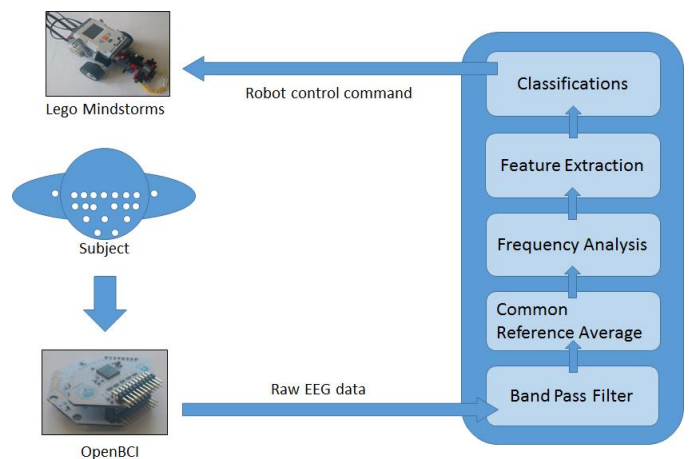 Lego Mindstorms
Robot control command
Classifications
Feature Extraction
Subject
Frequency Analysis
Common
Reference Average
Raw EEG data
Band Pass Filter
OpenBCI